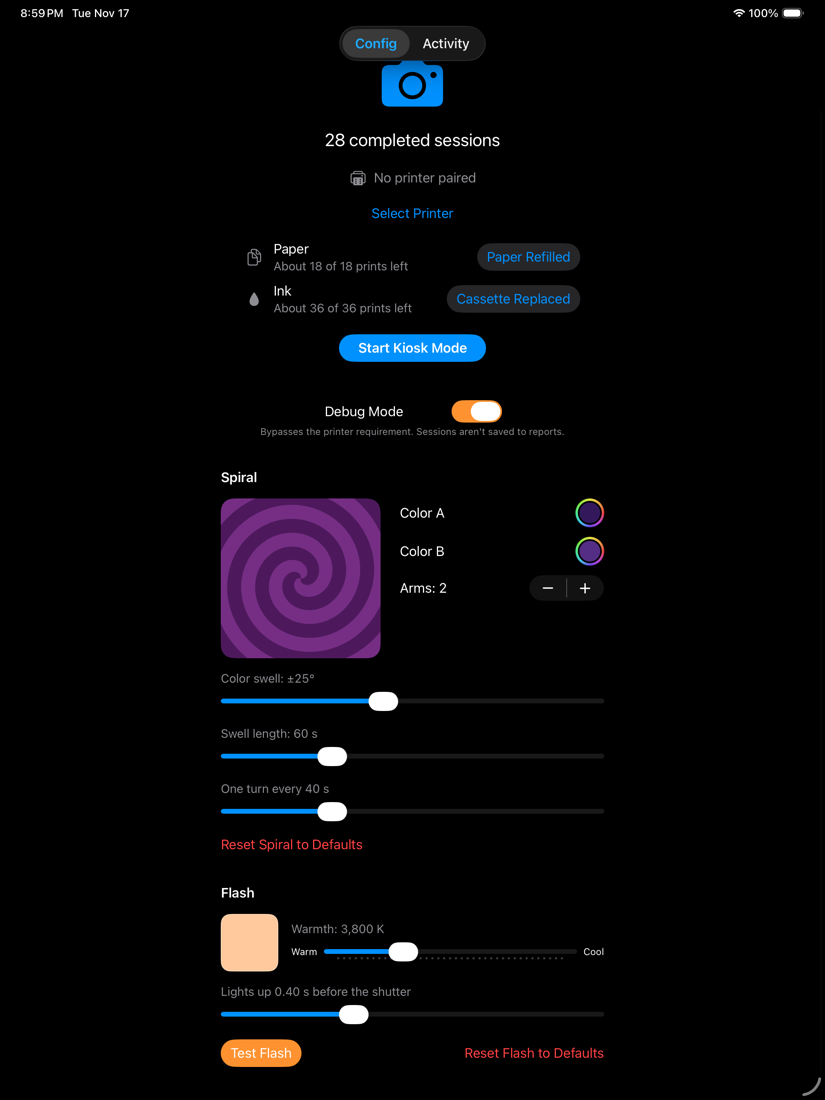 8:59 PM Tue Nov 17
100%
Config Activity
28 completed sessions
No printer paired
Select Printer
Paper
About 18 of 18 prints left
Paper Refilled
Ink
About 36 of 36 prints left
Cassette Replaced
Start Kiosk Mode
Debug Mode
Bypasses the printer requirement. Sessions aren't saved to reports.
Spiral
Color A
Color B
Arms: 2
Color swell: ±25°
Swell length: 60 s
One turn every 40 s
Reset Spiral to Defaults
Flash
Warmth: 3,800 K
Warm Cool
Lights up 0.40 s before the shutter
Test Flash Reset Flash to Defaults